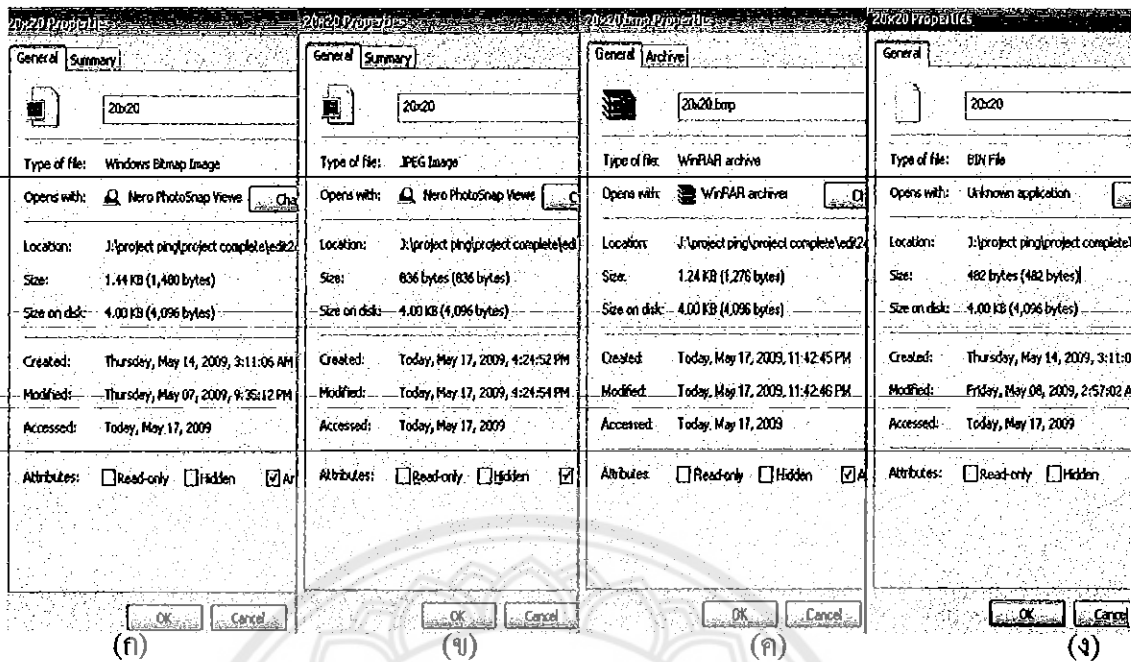 20x20 Properties
General Summary
20x20
Type of file: Windows Bitmap Image
Opens with: Nero PhotoSnap Viewe Cha
Location: J:\project ping\project complete\edit2
Size: 1.44 KB (1,480 bytes)
Size on disk: 4.00 KB (4,096 bytes)
Created: Thursday, May 14, 2009, 3:11:06 AM
Modified: Thursday, May 07, 2009, 9:35:12 PM
Accessed: Today, May 17, 2009
Attributes: Read-only Hidden Ar
OK Cancel
(ก)
20x20 Properties
General Summary
20x20
Type of file: JPEG Image
Opens with: Nero PhotoSnap Viewe C
Location: J:\project ping\project complete\ed
Size: 836 bytes (836 bytes)
Size on disk: 4.00 KB (4,096 bytes)
Created: Today, May 17, 2009, 4:24:52 PM
Modified: Today, May 17, 2009, 4:24:54 PM
Accessed: Today, May 17, 2009
Attributes: Read-only Hidden
OK Cancel
(ข)
20x20.bmp Properties
General Archive
20x20.bmp
Type of file: WinRAR archive
Opens with: WinRAR archiver
Location: J:\project ping\project complete\edit2
Size: 1.24 KB (1,276 bytes)
Size on disk: 4.00 KB (4,096 bytes)
Created: Today, May 17, 2009, 11:42:45 PM
Modified: Today, May 17, 2009, 11:42:46 PM
Accessed: Today, May 17, 2009
Attributes: Read-only Hidden A
OK Cancel
(ค)
20x20 Properties
General
20x20
Type of file: BIN File
Opens with: Unknown application
Location: J:\project ping\project complete\
Size: 482 bytes (482 bytes)
Size on disk: 4.00 KB (4,096 bytes)
Created: Thursday, May 14, 2009, 3:11:0
Modified: Friday, May 08, 2009, 2:57:02 A
Accessed: Today, May 17, 2009
Attributes: Read-only Hidden
OK Cancel
(ง)